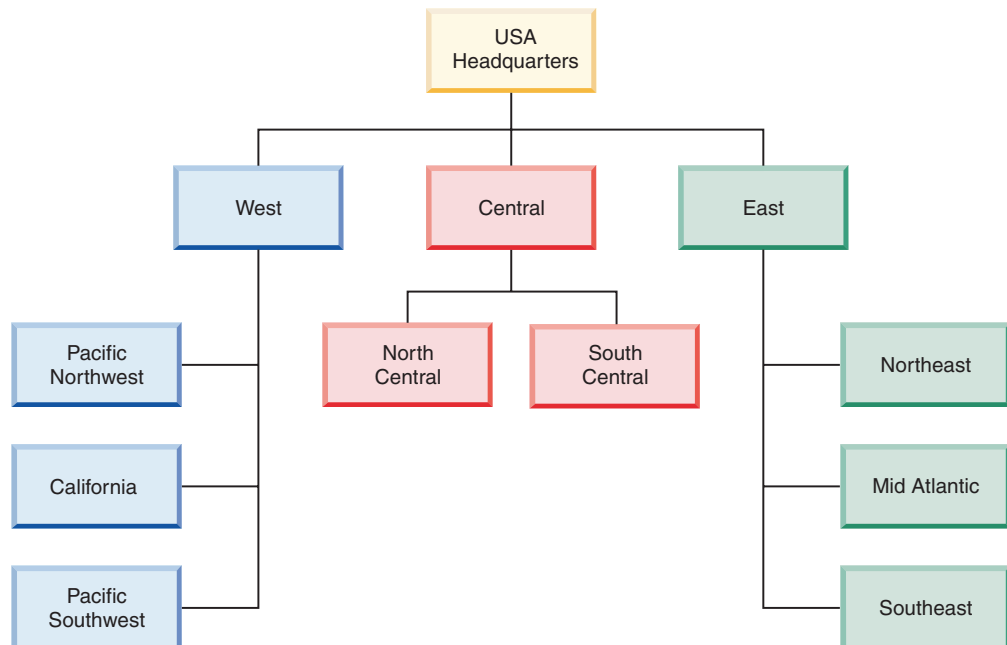 USA
Headquarters
West
Central
East
Pacific
Northwest
North
Central
South
Central
Northeast
California
Mid Atlantic
Pacific
Southwest
Southeast